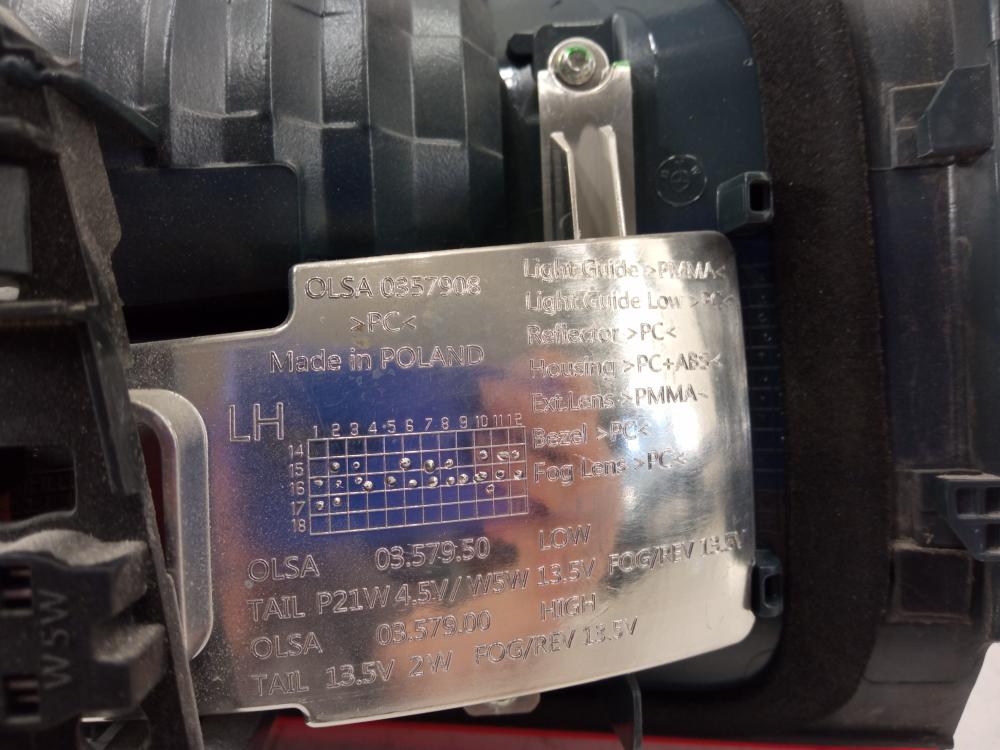 OLSA 0357908
>PC<
Made in POLAND
Light Guide >PMMA<
Light Guide Low >PC<
Reflector >PC<
Housing >PC+ABS<
Ext.Lens >PMMA<
Bezel >PC<
Fog Lens >PC<
LH
1 2 3 4 5 6 7 8 9 10 11 12
14
15
16
17
18
OLSA 03.579.50 LOW
TAIL P21W 4.5V/ W5W 13.5V FOG/REV 13.5V
OLSA 03.579.00 HIGH
TAIL 13.5V 2W FOG/REV 13.5V
W5W